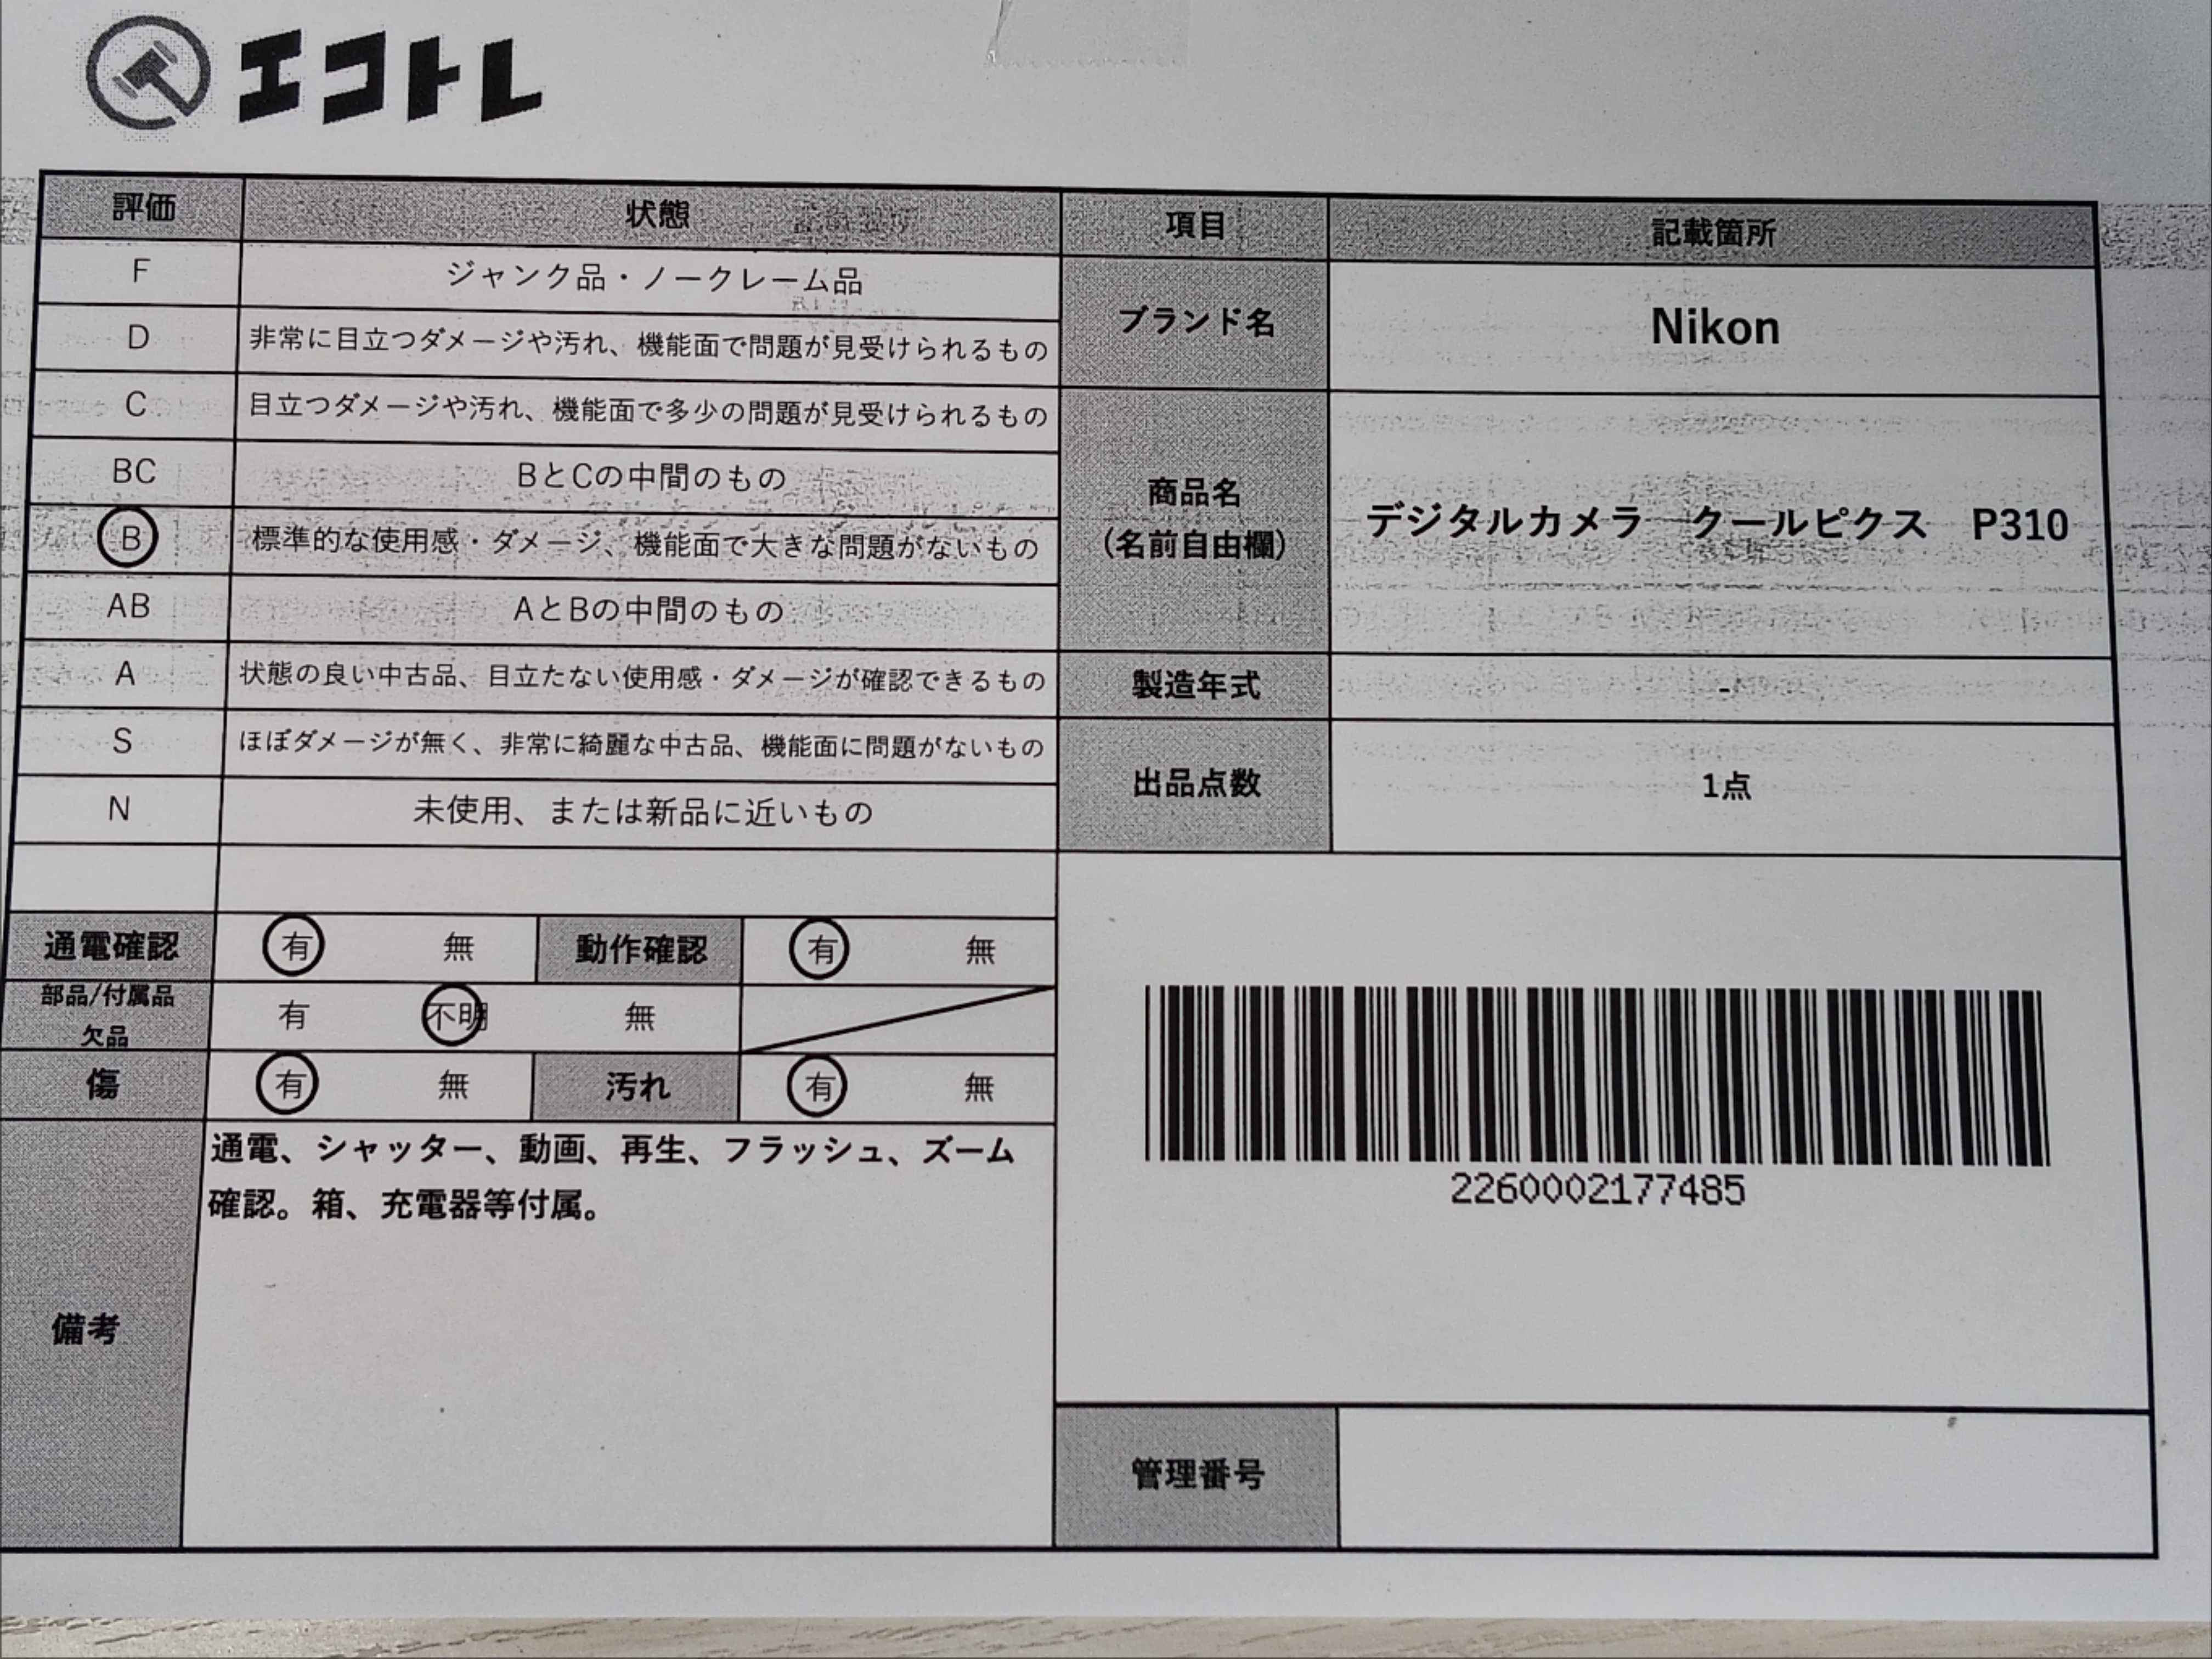 エコトレ
評価 状態
F ジャンク品・ノークレーム品
D 非常に目立つダメージや汚れ、機能面で問題が見受けられるもの
C 目立つダメージや汚れ、機能面で多少の問題が見受けられるもの
BC BとCの中間のもの
B 標準的な使用感・ダメージ、機能面で大きな問題がないもの
AB AとBの中間のもの
A 状態の良い中古品、目立たない使用感・ダメージが確認できるもの
S ほぼダメージが無く、非常に綺麗な中古品、機能面に問題がないもの
N 未使用、または新品に近いもの
通電確認 有 無 動作確認 有 無
部品/付属品
欠品 有 不明 無
傷 有 無 汚れ 有 無
備考
通電、シャッター、動画、再生、フラッシュ、ズーム
確認。箱、充電器等付属。
項目 記載箇所
ブランド名 Nikon
商品名
(名前自由欄)
デジタルカメラ　クールピクス　P310
製造年式 -
出品点数 1点
2260002177485
管理番号